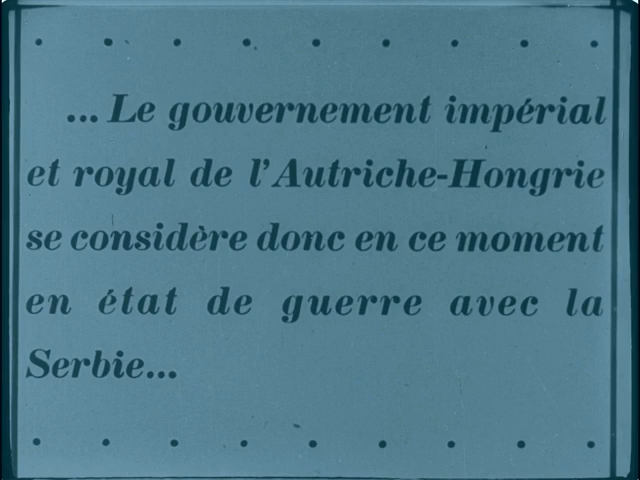 ... Le gouvernement impérial
et royal de l'Autriche-Hongrie
se considère donc en ce moment
en état de guerre avec la
Serbie...